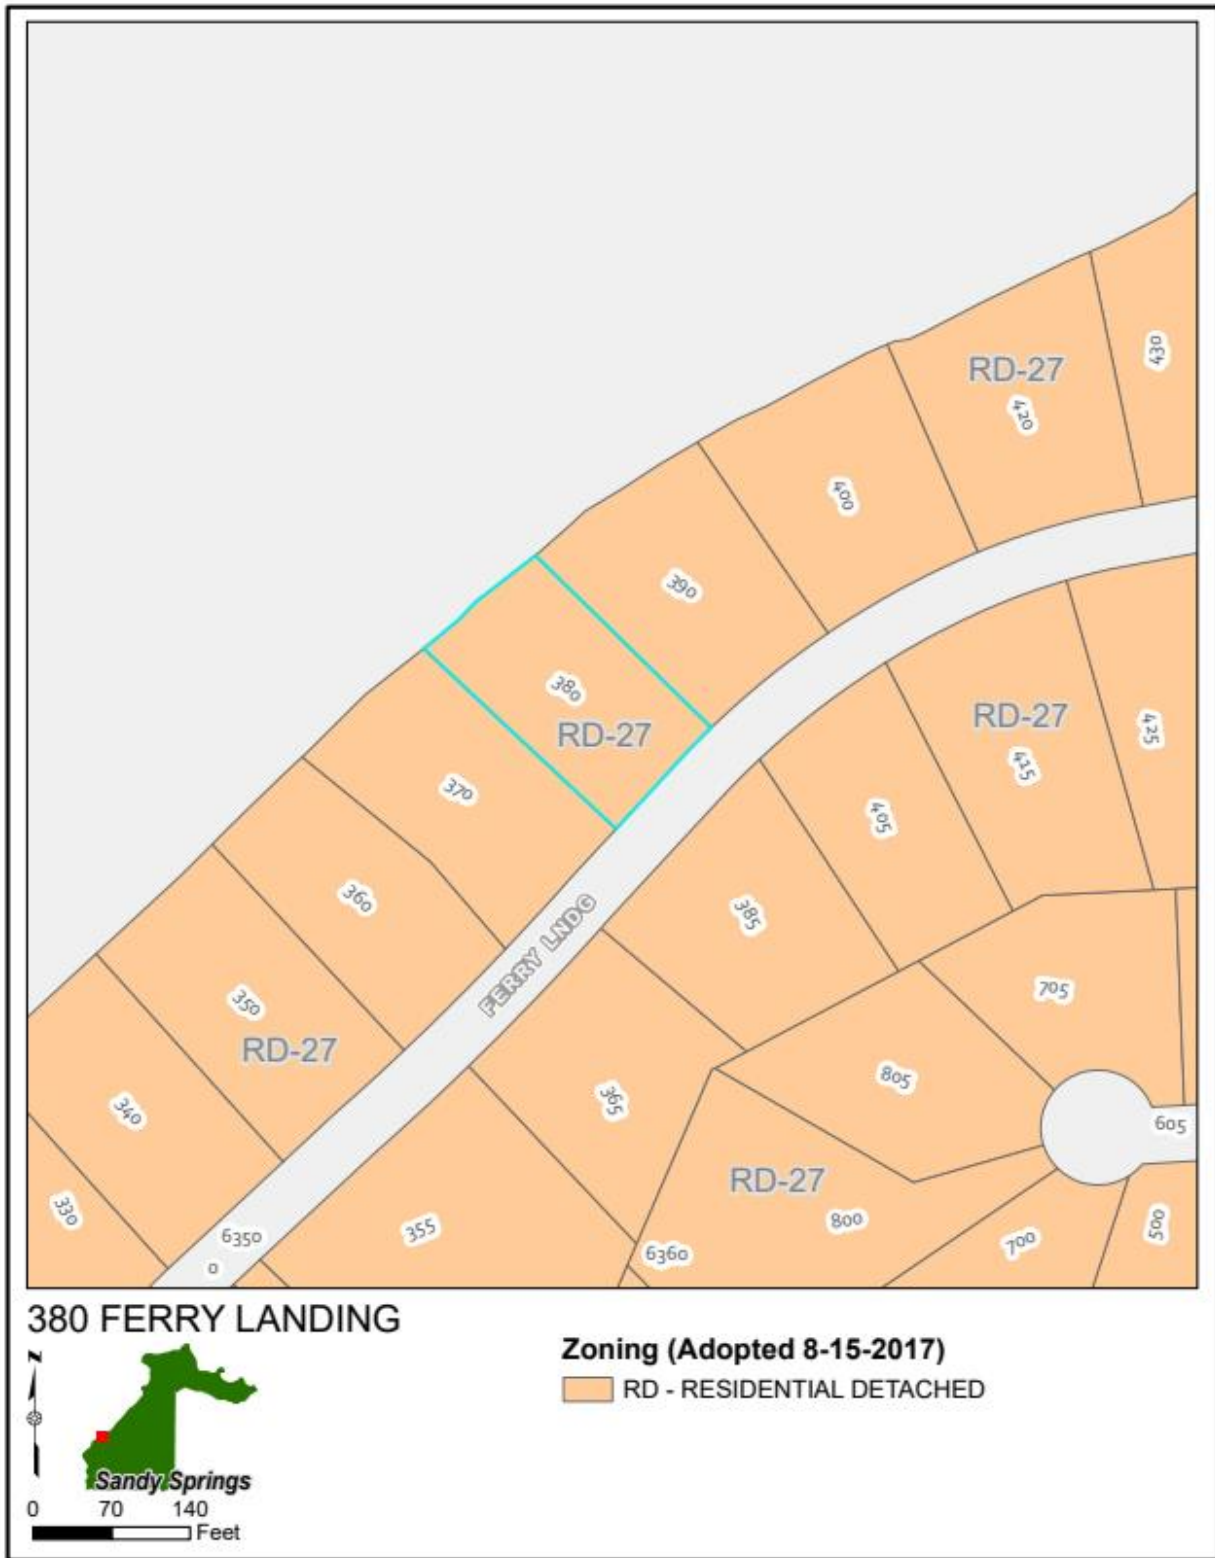 RD-27
420
430
400
390
380
RD-27
370
360
350
RD-27
340
330
FERRY LNDG
RD-27
415
425
405
385
705
805
365
605
RD-27
800
6350
0
355
6360
700
500
380 FERRY LANDING
Zoning (Adopted 8-15-2017)
RD - RESIDENTIAL DETACHED
N
Sandy Springs
0 70 140
Feet